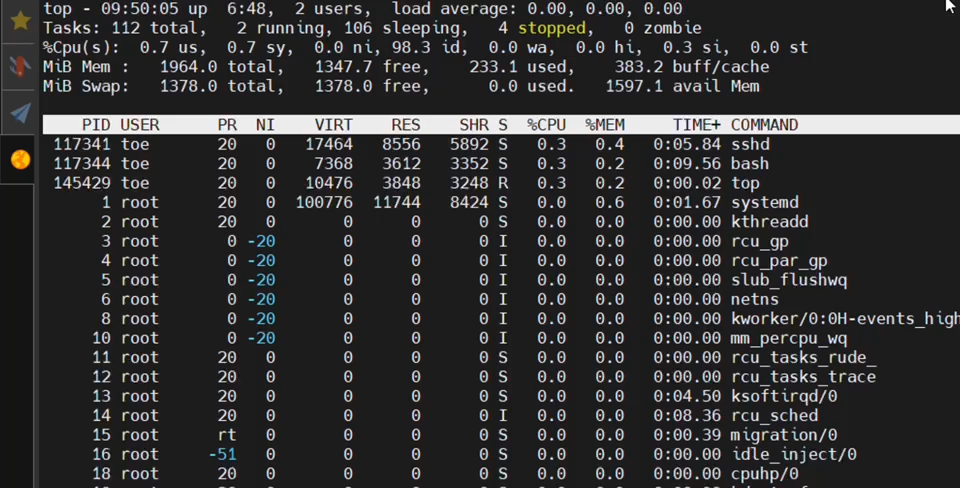 top - 09:50:05 up  6:48,  2 users,  load average: 0.00, 0.00, 0.00
Tasks: 112 total,   2 running, 106 sleeping,   4 stopped,   0 zombie
%Cpu(s):  0.7 us,  0.7 sy,  0.0 ni, 98.3 id,  0.0 wa,  0.0 hi,  0.3 si,  0.0 st
MiB Mem :   1964.0 total,   1347.7 free,    233.1 used,    383.2 buff/cache
MiB Swap:   1378.0 total,   1378.0 free,      0.0 used.   1597.1 avail Mem
PID USER      PR  NI    VIRT    RES    SHR S  %CPU  %MEM     TIME+ COMMAND
117341 toe       20   0   17464   8556   5892 S   0.3   0.4   0:05.84 sshd
117344 toe       20   0    7368   3612   3352 S   0.3   0.2   0:09.56 bash
145429 toe       20   0   10476   3848   3248 R   0.3   0.2   0:00.02 top
1 root      20   0  100776  11744   8424 S   0.0   0.6   0:01.67 systemd
2 root      20   0       0      0      0 S   0.0   0.0   0:00.00 kthreadd
3 root       0 -20       0      0      0 I   0.0   0.0   0:00.00 rcu_gp
4 root       0 -20       0      0      0 I   0.0   0.0   0:00.00 rcu_par_gp
5 root       0 -20       0      0      0 I   0.0   0.0   0:00.00 slub_flushwq
6 root       0 -20       0      0      0 I   0.0   0.0   0:00.00 netns
8 root       0 -20       0      0      0 I   0.0   0.0   0:00.00 kworker/0:0H-events_high
10 root       0 -20       0      0      0 I   0.0   0.0   0:00.00 mm_percpu_wq
11 root      20   0       0      0      0 S   0.0   0.0   0:00.00 rcu_tasks_rude_
12 root      20   0       0      0      0 S   0.0   0.0   0:00.00 rcu_tasks_trace
13 root      20   0       0      0      0 S   0.0   0.0   0:04.50 ksoftirqd/0
14 root      20   0       0      0      0 I   0.0   0.0   0:08.36 rcu_sched
15 root      rt   0       0      0      0 S   0.0   0.0   0:00.39 migration/0
16 root     -51   0       0      0      0 S   0.0   0.0   0:00.00 idle_inject/0
18 root      20   0       0      0      0 S   0.0   0.0   0:00.00 cpuhp/0